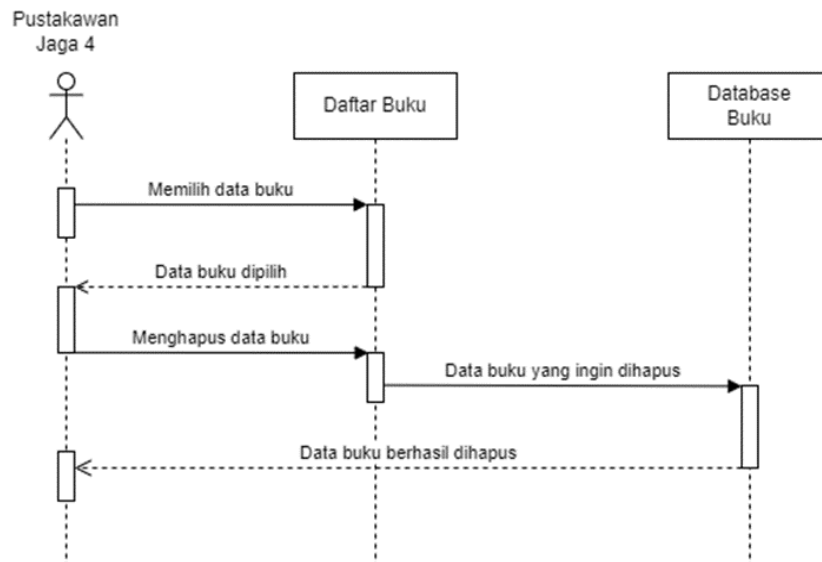 Pustakawan
Jaga 4
Daftar Buku
Database
Buku
Memilih data buku
Data buku dipilih
Menghapus data buku
Data buku yang ingin dihapus
Data buku berhasil dihapus